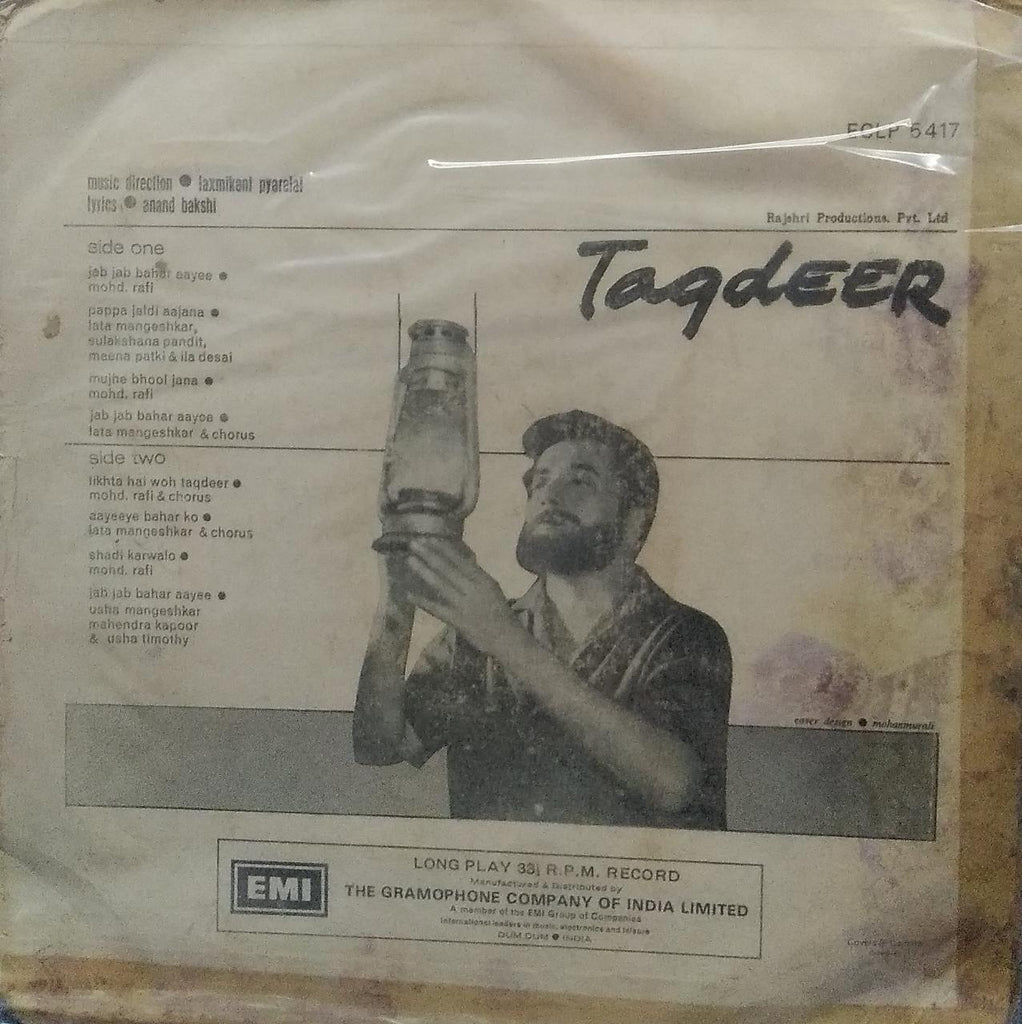 ECLP 5417
music direction ● laxmikant pyarelal
lyrics ● anand bakshi
Rajshri Productions. Pvt. Ltd
Taqdeer
side one
jab jab bahar aayee ●
mohd. rafi
pappa jaldi aajana ●
lata mangeshkar,
sulakshana pandit,
meena patki & ila desai
mujhe bhool jana ●
mohd. rafi
jab jab bahar aayee ●
lata mangeshkar & chorus
side two
likhta hai woh taqdeer ●
mohd. rafi & chorus
aayeeye bahar ko ●
lata mangeshkar & chorus
shadi karwalo ●
mohd. rafi
jab jab bahar aayee ●
usha mangeshkar
mahendra kapoor
& usha timothy
cover design ● mohanmurali
EMI
LONG PLAY 33⅓ R.P.M. RECORD
Manufactured & Distributed by
THE GRAMOPHONE COMPANY OF INDIA LIMITED
A member of the EMI Group of Companies
International leaders in music, electronics and leisure
DUM DUM ● INDIA